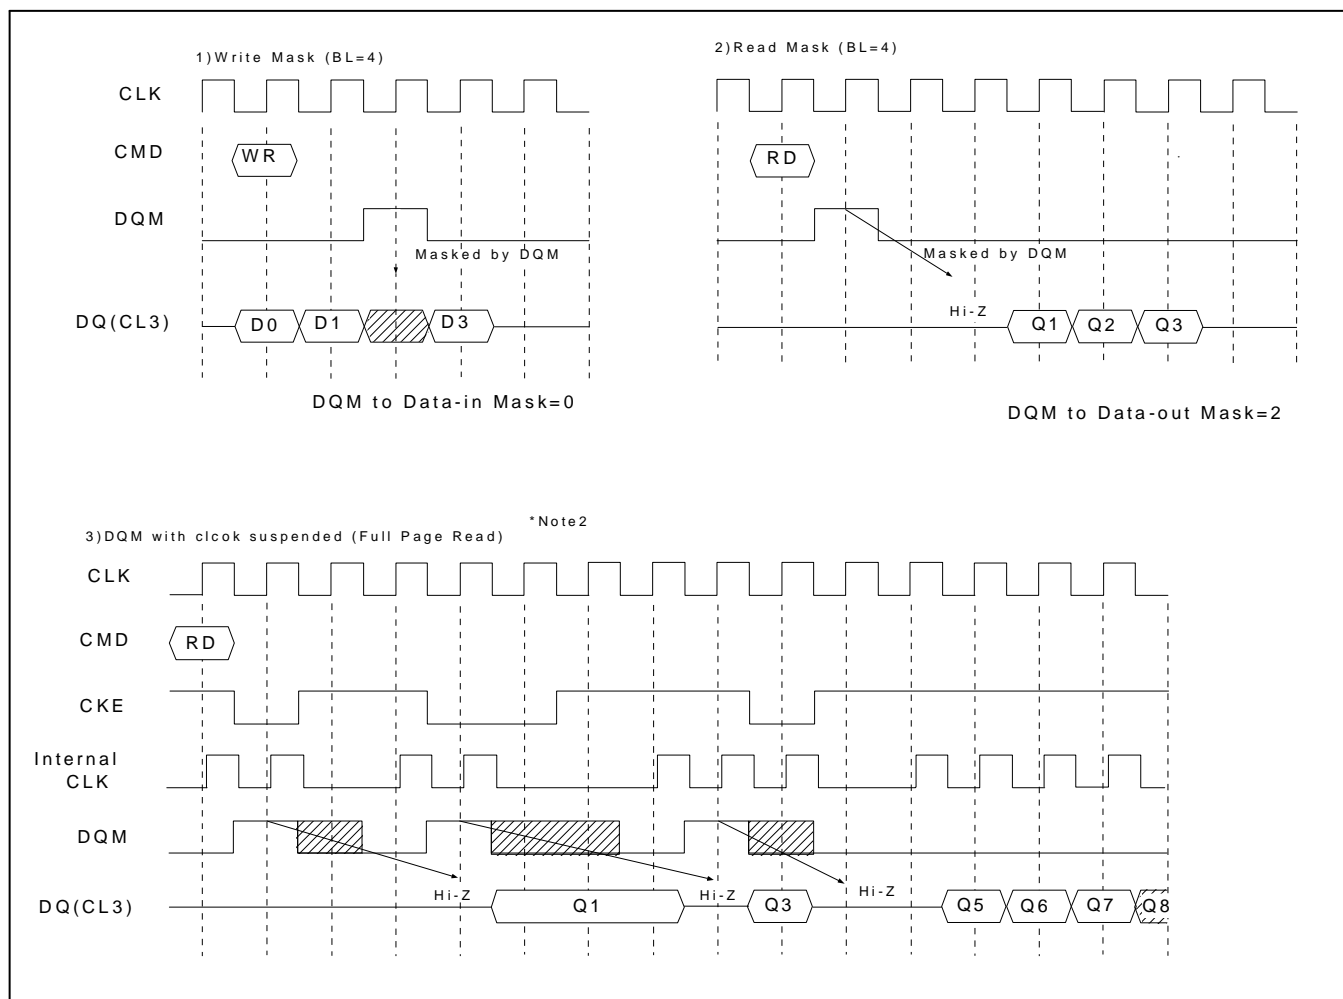 1)Write Mask (BL=4)
CLK
CMD
WR
DQM
Masked by DQM
DQ(CL3)
D0
D1
D3
DQM to Data-in Mask=0
2)Read Mask (BL=4)
RD
Masked by DQM
Hi-Z
Q1
Q2
Q3
DQM to Data-out Mask=2
*Note2
3)DQM with clcok suspended (Full Page Read)
CLK
CMD
RD
CKE
Internal
CLK
DQM
Hi-Z
Hi-Z
Hi-Z
DQ(CL3)
Q1
Q3
Q5
Q6
Q7
Q8